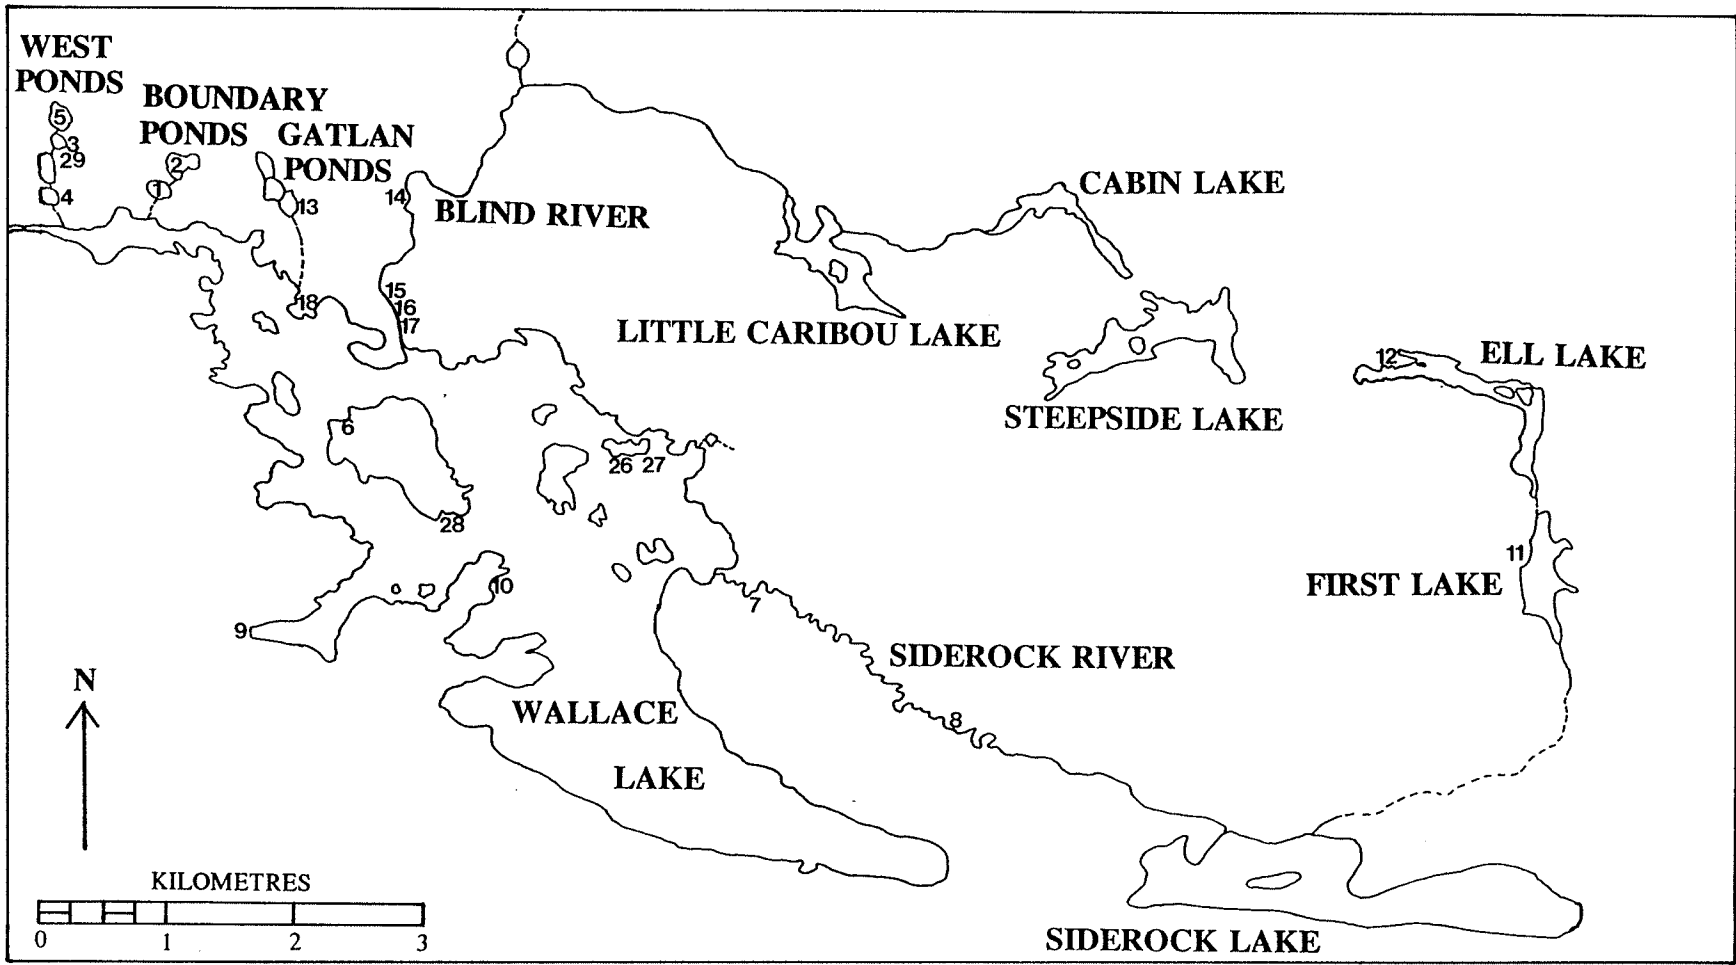 WEST
PONDS
BOUNDARY
PONDS
GATLAN
PONDS
5
3
29
4
2
1
13
14
BLIND RIVER
CABIN LAKE
15
16
17
18
LITTLE CARIBOU LAKE
12
ELL LAKE
STEEPSIDE LAKE
6
26 27
28
11
FIRST LAKE
10
7
9
SIDEROCK RIVER
N
WALLACE
8
LAKE
KILOMETRES
0 1 2 3
SIDEROCK LAKE